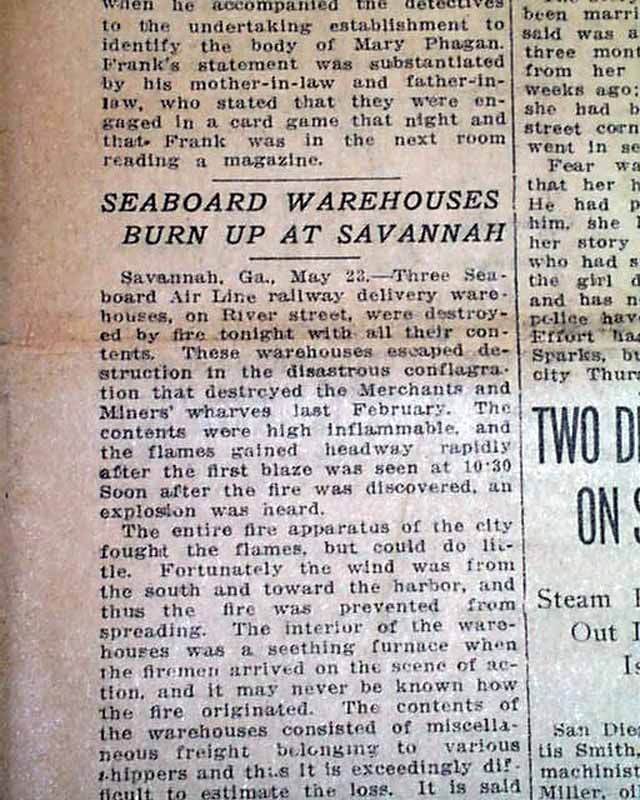 when he accompanied the detectives
to the undertaking establishment to
identify the body of Mary Phagan.
Frank's statement was substantiated
by his mother-in-law and father-in-
law, who stated that they were en-
gaged in a card game that night and
that Frank was in the next room
reading a magazine.
SEABOARD WAREHOUSES
BURN UP AT SAVANNAH
Savannah, Ga., May 23.—Three Sea-
board Air Line railway delivery ware-
houses, on River street, were destroy-
ed by fire tonight with all their con-
tents. These warehouses escaped de-
struction in the disastrous conflagra-
tion that destroyed the Merchants and
Miners' wharves last February. The
contents were high inflammable, and
the flames gained headway rapidly
after the first blaze was seen at 10:30
Soon after the fire was discovered, an
explosion was heard.
The entire fire apparatus of the city
fought the flames, but could do lit-
tle. Fortunately the wind was from
the south and toward the harbor, and
thus the fire was prevented from
spreading. The interior of the ware-
houses was a seething furnace when
the firemen arrived on the scene of ac-
tion, and it may never be known how
the fire originated. The contents of
the warehouses consisted of miscella-
neous freight belonging to various
shippers and thus it is exceedingly dif-
ficult to estimate the loss. It is said
been marri
said was a
three mont
from her
weeks ago;
she had b
street corn
went in se
Fear wa
that her h
He had p
him, she
her story
who had s
the girl d
and has n
police hav
Effort has
Sparks, bu
city Thurs
TWO D
ON S
Steam
Out
Is
San Die
tis Smith,
machinist
Miller, of